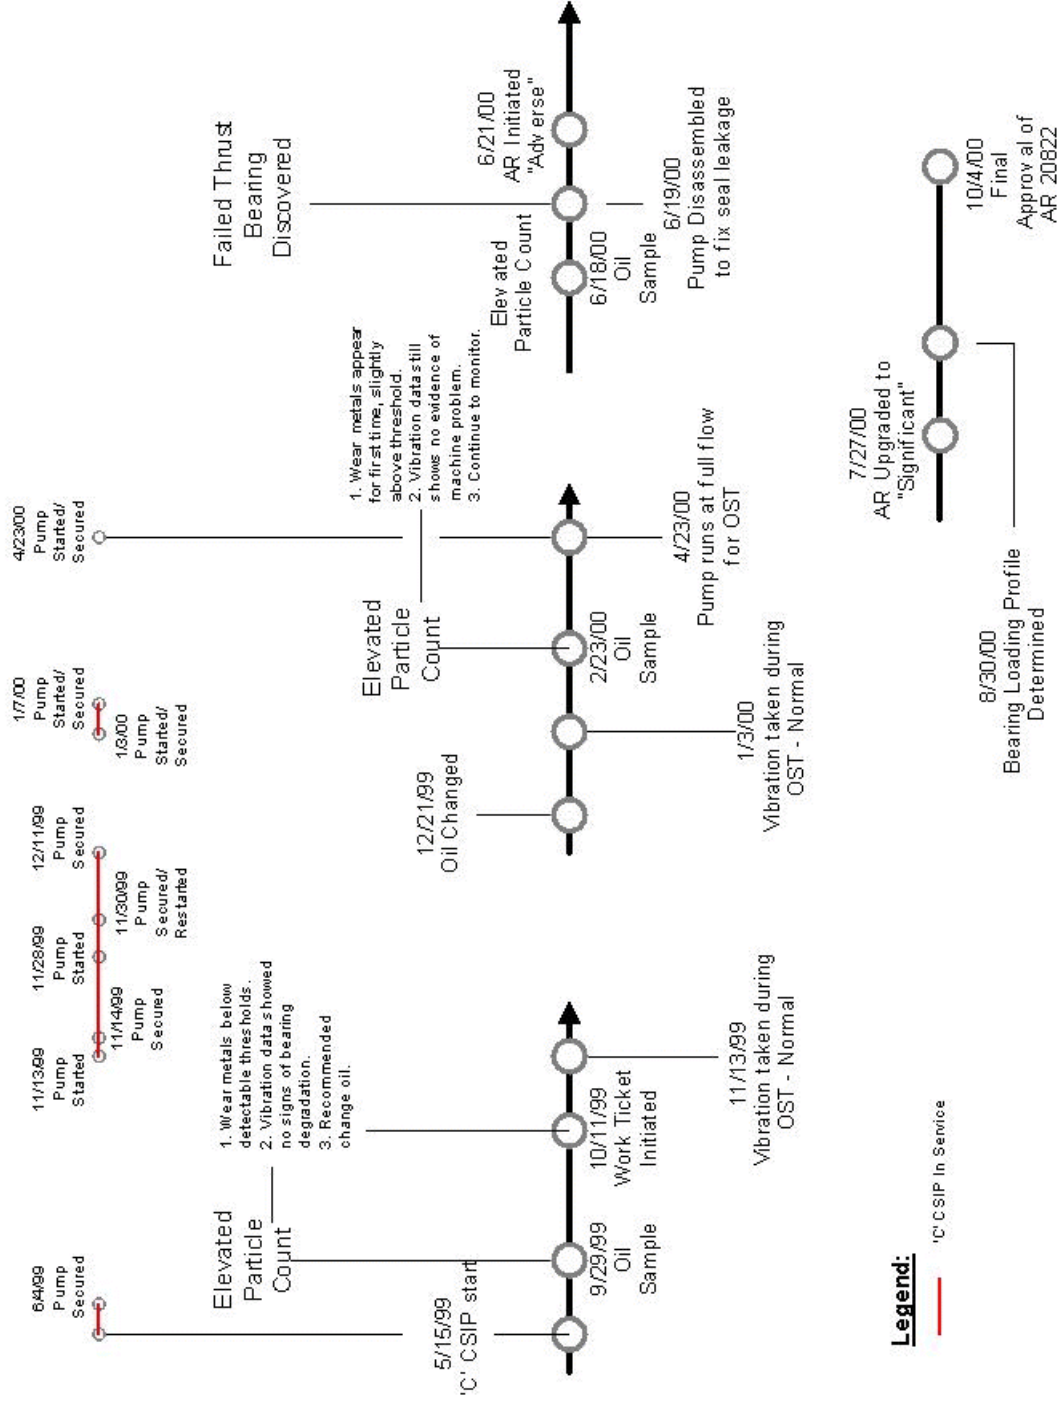 6/4/99
Pump
Secured
11/13/99
Pump
Started
11/14/99
Pump
Secured
11/28/99
Pump
Started
11/30/99
Pump
Secured/
Restarted
12/11/99
Pump
Secured
1/3/00
Pump
Started/
Secured
1/7/00
Pump
Started/
Secured
4/23/00
Pump
Started/
Secured
Elevated
Particle
Count
1. Wear metals below
detectable thresholds.
2. Vibration data showed
no signs of bearing
degradation.
3. Recommended
change oil.
5/15/99
'C' CSIP start
9/29/99
Oil
Sample
10/11/99
Work Ticket
Initiated
11/13/99
Vibration taken during
OST - Normal
12/21/99
Oil Changed
1/3/00
Vibration taken during
OST - Normal
Elevated
Particle
Count
1. Wear metals appear
for first time, slightly
above threshold.
2. Vibration data still
shows no evidence of
machine problem.
3. Continue to monitor.
2/23/00
Oil
Sample
4/23/00
Pump runs at full flow
for OST
Failed Thrust
Bearing
Discovered
Elevated
Particle Count
6/18/00
Oil
Sample
6/19/00
Pump Disassembled
to fix seal leakage
6/21/00
AR Initiated
"Adverse"
7/27/00
AR Upgraded to
"Significant"
8/30/00
Bearing Loading Profile
Determined
10/4/00
Final
Approval of
AR 20822
Legend:
'C' CSIP In Service